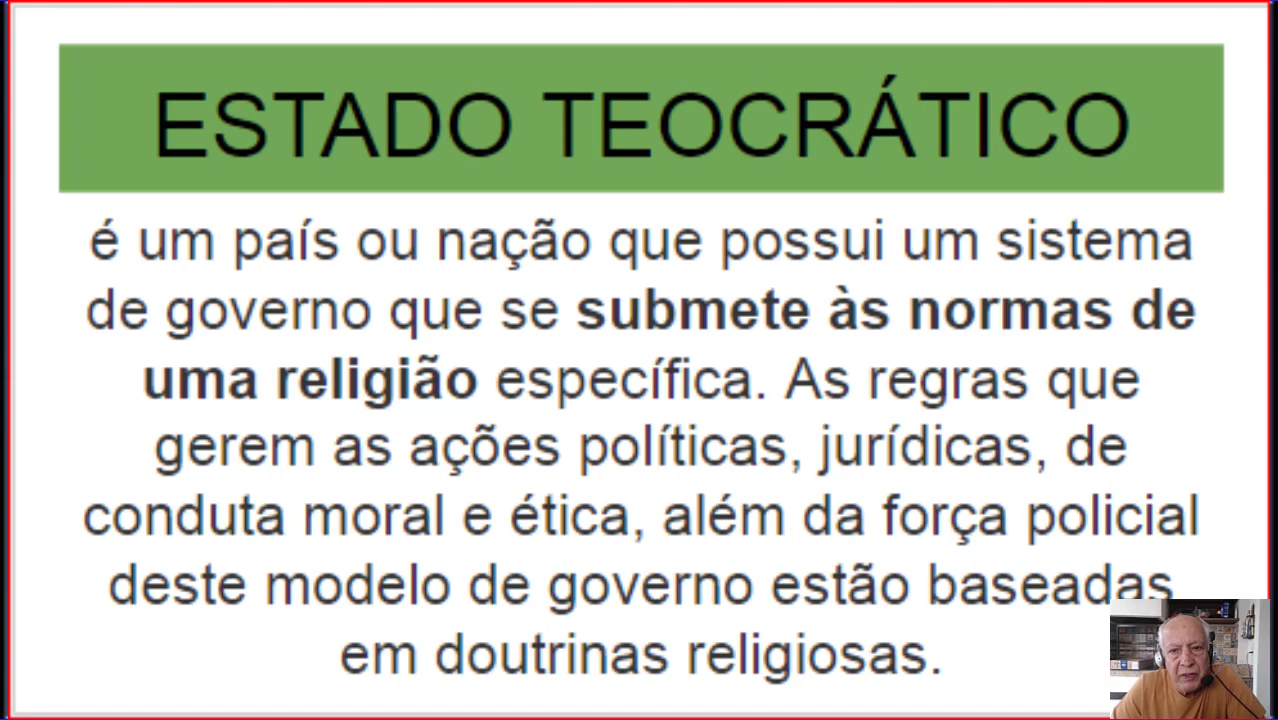 ESTADO TEOCRÁTICO
é um país ou nação que possui um sistema
de governo que se submete às normas de
uma religião específica. As regras que
gerem as ações políticas, jurídicas, de
conduta moral e ética, além da força policial
deste modelo de governo estão baseadas
em doutrinas religiosas.